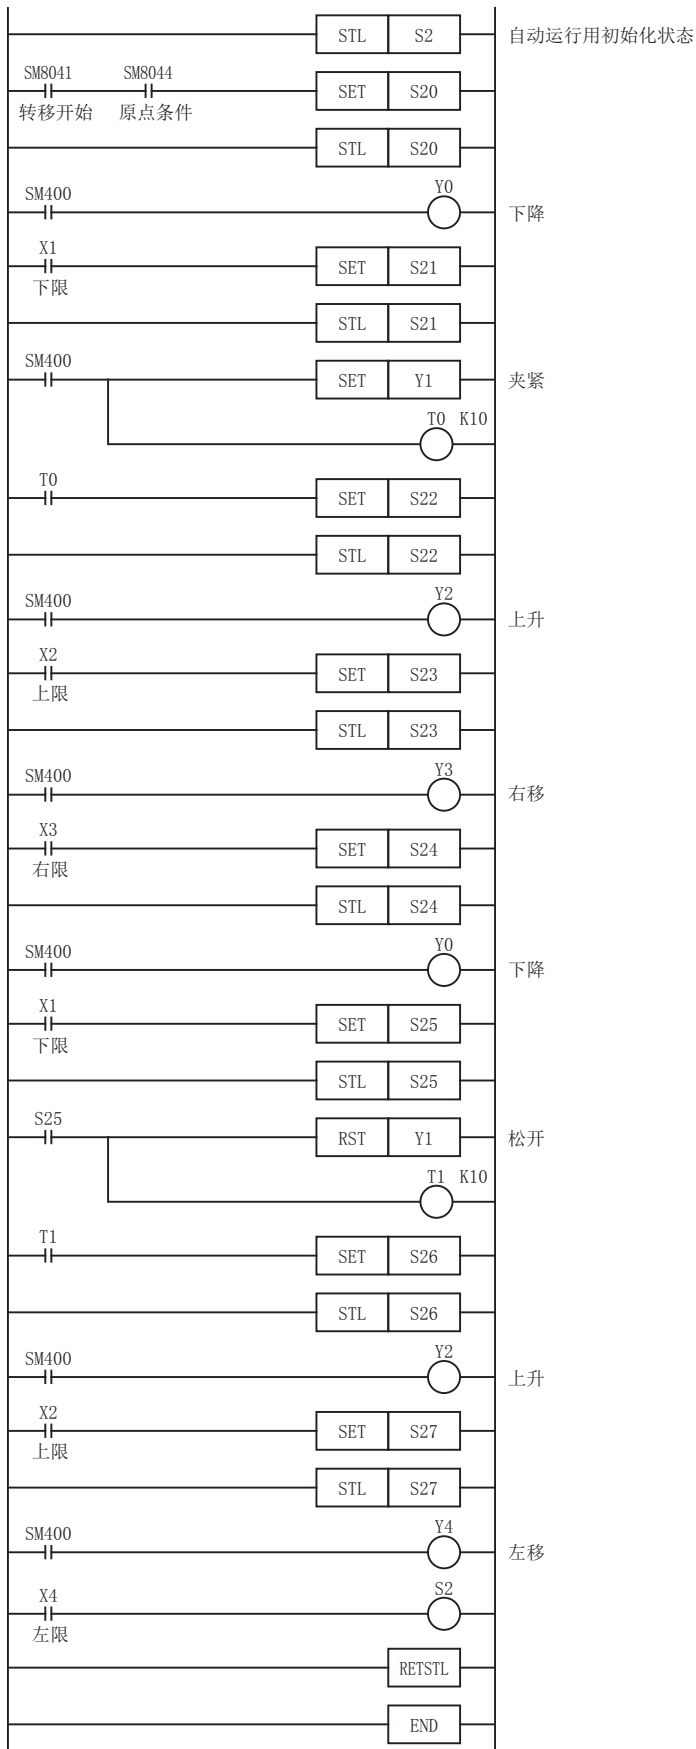 STL S2 自动运行用初始化状态
SM8041 SM8044
SET S20
转移开始 原点条件
STL S20
SM400 Y0
下降
X1
SET S21
下限
STL S21
SM400
SET Y1 夹紧
T0 K10
T0
SET S22
STL S22
SM400 Y2
上升
X2
SET S23
上限
STL S23
SM400 Y3
右移
X3
SET S24
右限
STL S24
SM400 Y0
下降
X1
SET S25
下限
STL S25
S25
RST Y1 松开
T1 K10
T1
SET S26
STL S26
SM400 Y2
上升
X2
SET S27
上限
STL S27
SM400 Y4
左移
X4 S2
左限
RETSTL
END